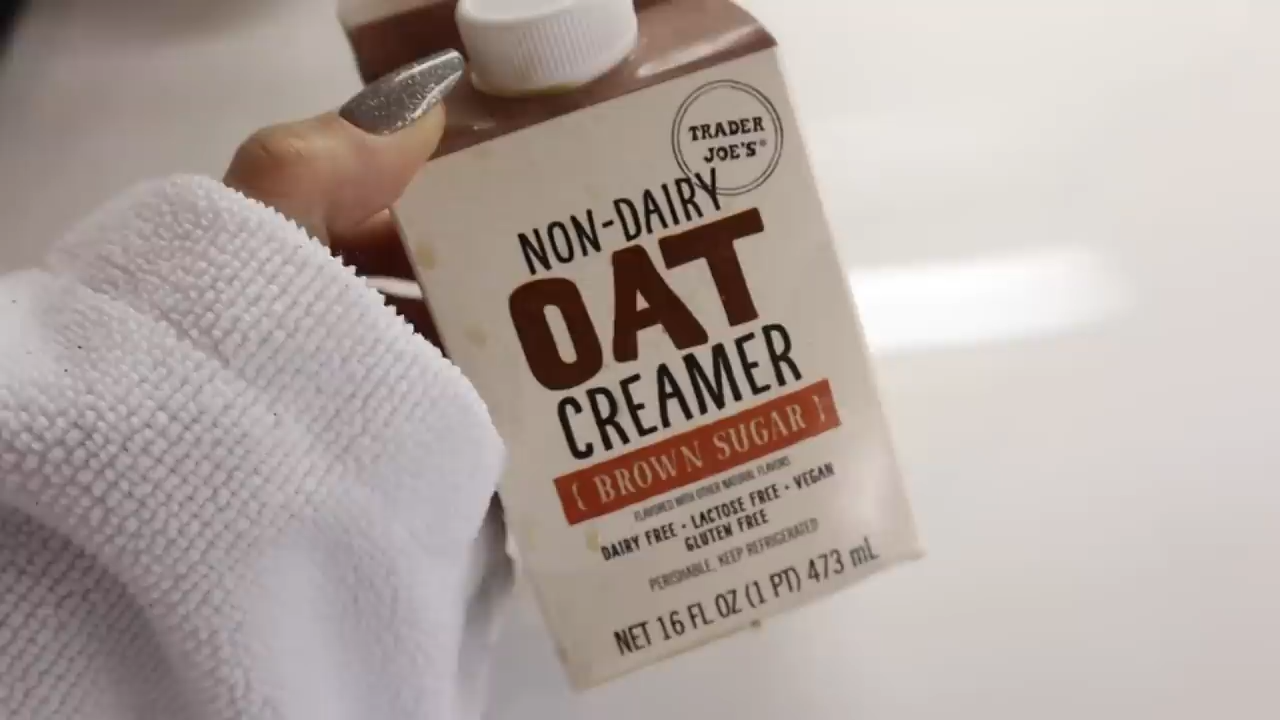 TRADER
JOE'S®
NON-DAIRY
OAT
CREAMER
{ BROWN SUGAR }
FLAVORED WITH OTHER NATURAL FLAVORS
DAIRY FREE • LACTOSE FREE • VEGAN
GLUTEN FREE
PERISHABLE, KEEP REFRIGERATED
NET 16 FL OZ (1 PT) 473 mL